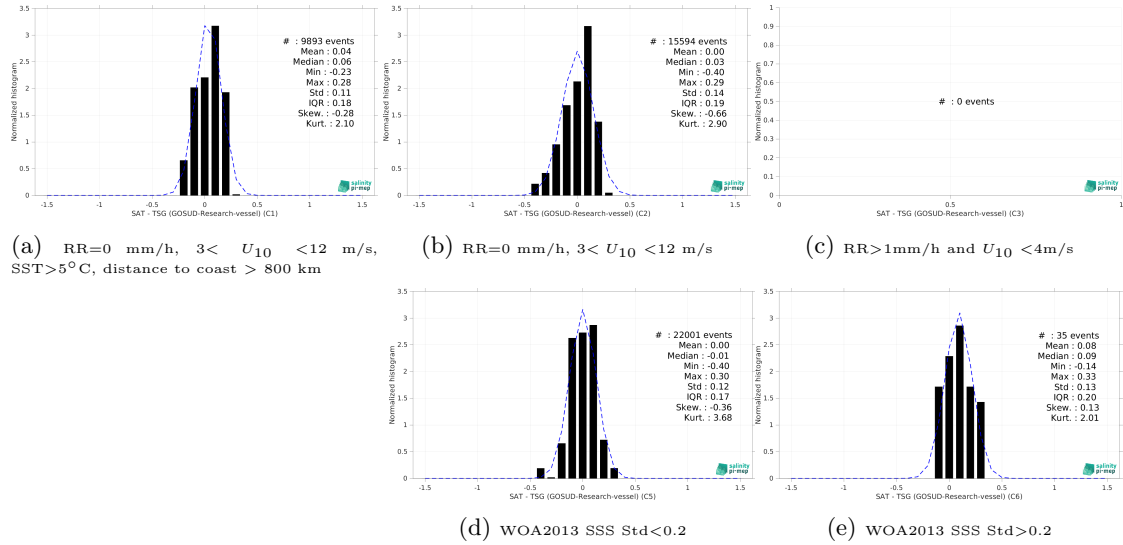 3.5
3
2.5
2
1.5
1
0.5
0
Normalized histogram
# : 9893 events
Mean : 0.04
Median : 0.06
Min : -0.23
Max : 0.28
Std : 0.11
IQR : 0.18
Skew. : -0.28
Kurt. : 2.10
salinity
pi-mep
-1.5 -1 -0.5 0 0.5 1 1.5
SAT - TSG (GOSUD-Research-vessel) (C1)
(a) RR=0 mm/h, 3< U10 <12 m/s,
SST>5°C, distance to coast > 800 km
3.5
3
2.5
2
1.5
1
0.5
0
Normalized histogram
# : 15594 events
Mean : 0.00
Median : 0.03
Min : -0.40
Max : 0.29
Std : 0.14
IQR : 0.19
Skew. : -0.66
Kurt. : 2.90
salinity
pi-mep
-1.5 -1 -0.5 0 0.5 1 1.5
SAT - TSG (GOSUD-Research-vessel) (C2)
(b) RR=0 mm/h, 3< U10 <12 m/s
1
0.9
0.8
0.7
0.6
0.5
0.4
0.3
0.2
0.1
0
Normalized histogram
# : 0 events
salinity
pi-mep
0 0.5 1
SAT - TSG (GOSUD-Research-vessel) (C3)
(c) RR>1mm/h and U10 <4m/s
3.5
3
2.5
2
1.5
1
0.5
0
Normalized histogram
# : 22001 events
Mean : 0.00
Median : -0.01
Min : -0.40
Max : 0.30
Std : 0.12
IQR : 0.17
Skew. : -0.36
Kurt. : 3.68
salinity
pi-mep
-1.5 -1 -0.5 0 0.5 1 1.5
SAT - TSG (GOSUD-Research-vessel) (C5)
(d) WOA2013 SSS Std<0.2
3.5
3
2.5
2
1.5
1
0.5
0
Normalized histogram
# : 35 events
Mean : 0.08
Median : 0.09
Min : -0.14
Max : 0.33
Std : 0.13
IQR : 0.20
Skew. : 0.13
Kurt. : 2.01
salinity
pi-mep
-1.5 -1 -0.5 0 0.5 1 1.5
SAT - TSG (GOSUD-Research-vessel) (C6)
(e) WOA2013 SSS Std>0.2